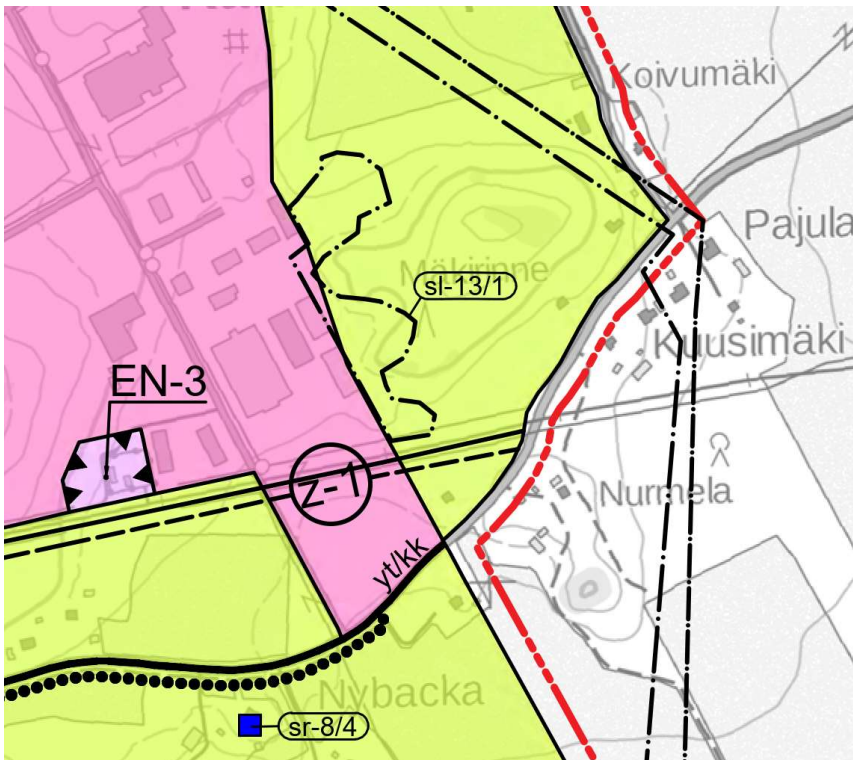 Koivumäki
Pajula
Mäkirinne
sl-13/1
Kuusimäki
EN-3
z-1
Nurmela
yt/kk
Nybacka
sr-8/4